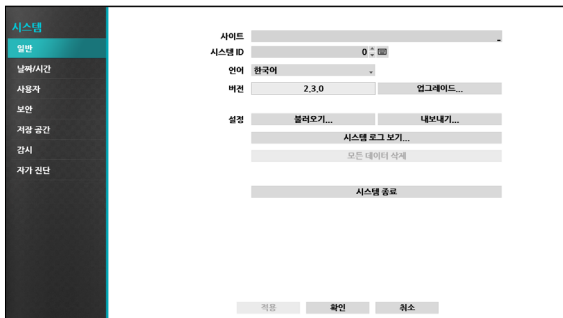 시스템
일반
날짜/시간
사용자
보안
저장 공간
감시
자가 진단
사이트
시스템 ID 0
언어 한국어
버전 2,3,0 업그레이드...
설정 불러오기... 내보내기...
시스템 로그 보기...
모든 데이터 삭제
시스템 종료
적용 확인 취소